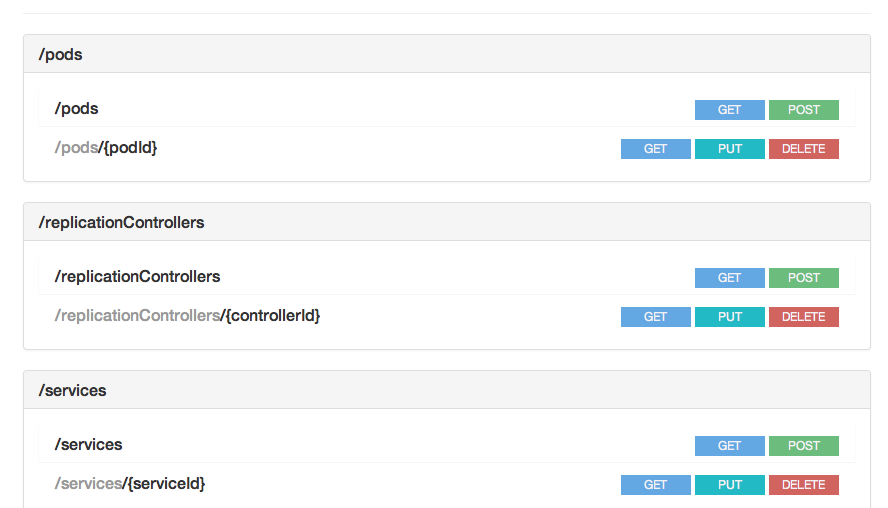 /pods
/pods GET POST
/pods/{podId} GET PUT DELETE
/replicationControllers
/replicationControllers GET POST
/replicationControllers/{controllerId} GET PUT DELETE
/services
/services GET POST
/services/{serviceId} GET PUT DELETE